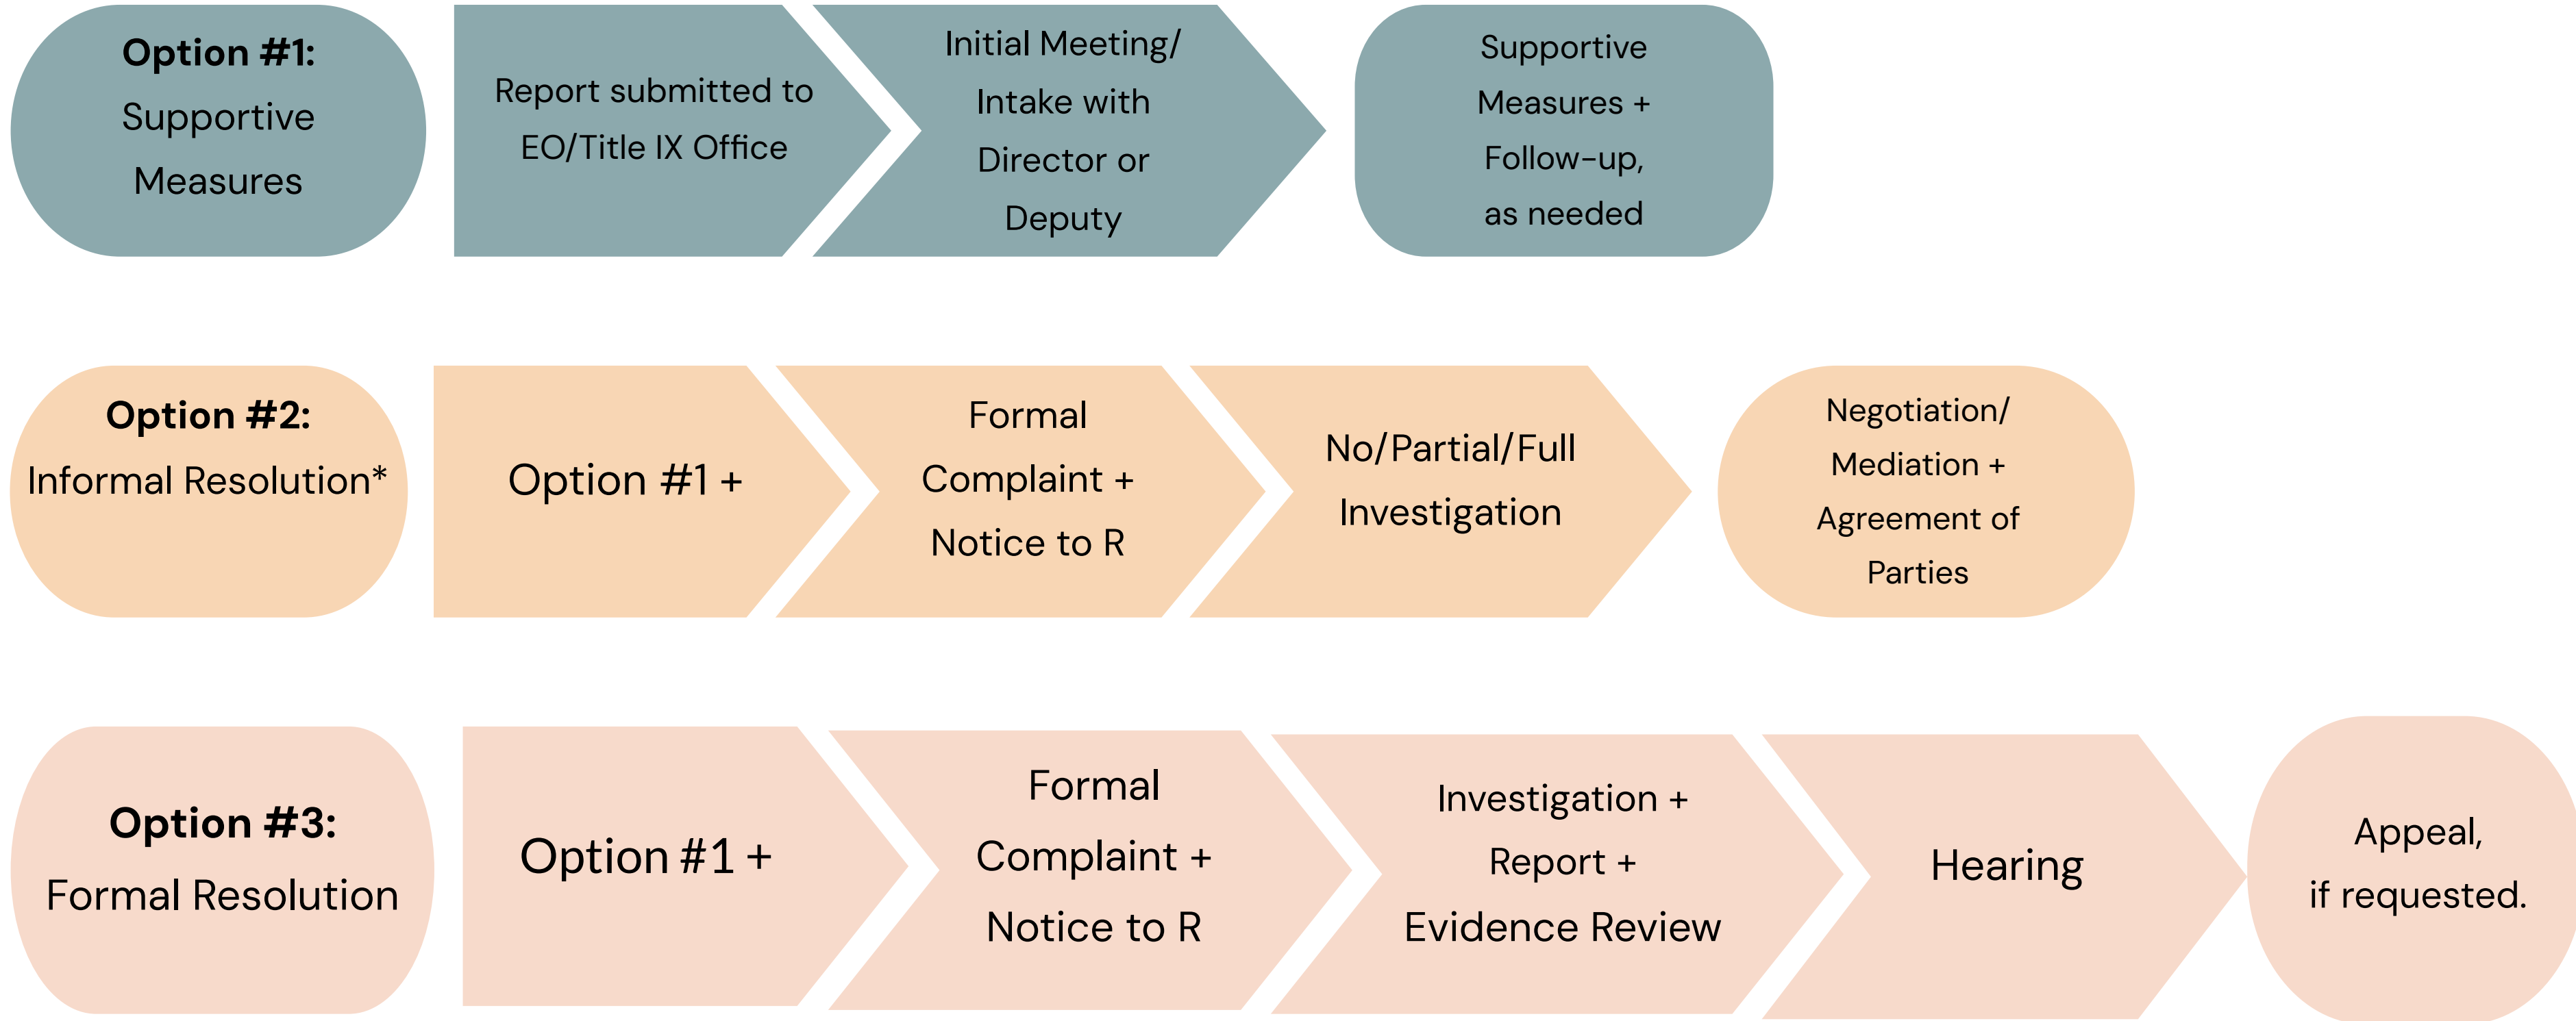 Option #1:
Supportive
Measures
Report submitted to
EO/Title IX Office
Initial Meeting/
Intake with
Director or
Deputy
Supportive
Measures +
Follow-up,
as needed
Option #2:
Informal Resolution*
Option #1 +
Formal
Complaint +
Notice to R
No/Partial/Full
Investigation
Negotiation/
Mediation +
Agreement of
Parties
Option #3:
Formal Resolution
Option #1 +
Formal
Complaint +
Notice to R
Investigation +
Report +
Evidence Review
Hearing
Appeal,
if requested.